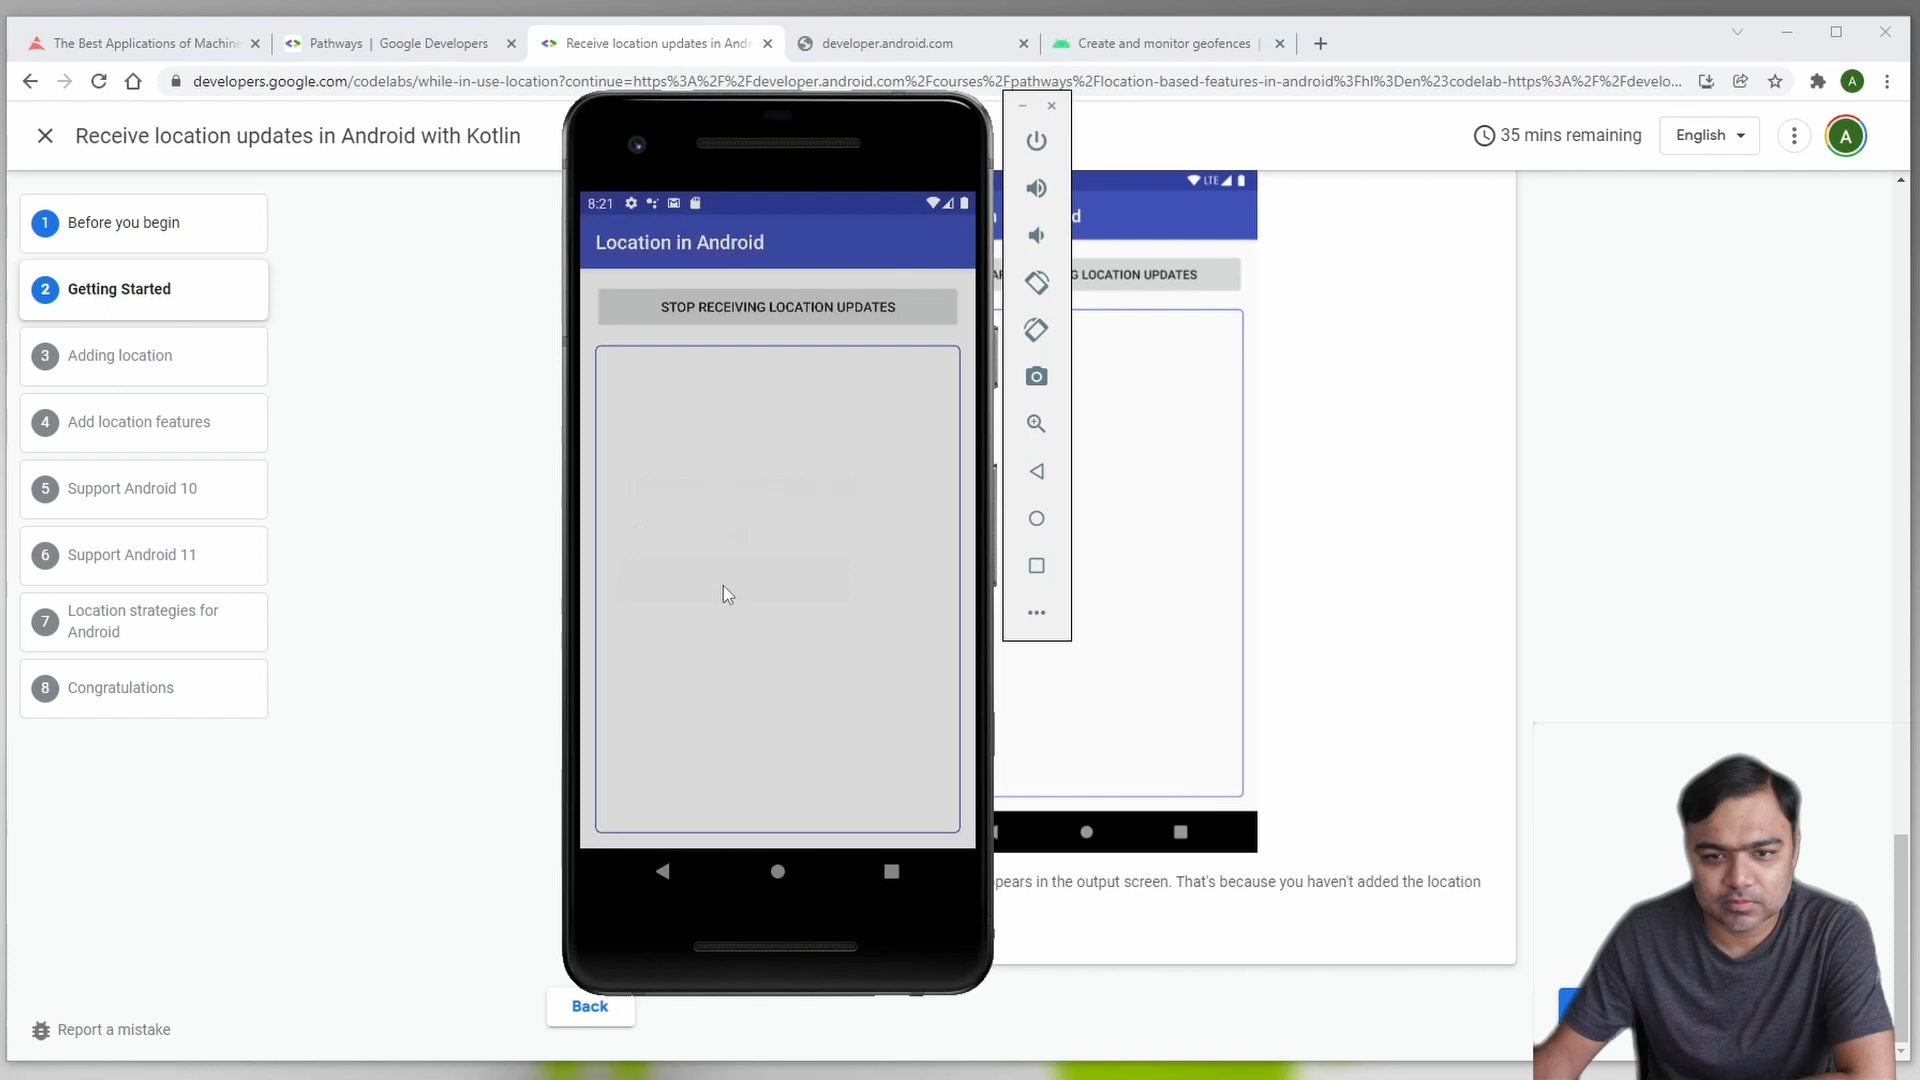 The Best Applications of Machin
Pathways | Google Developers
Receive location updates in Andr
developer.android.com
Create and monitor geofences |
developers.google.com/codelabs/while-in-use-location?continue=https%3A%2F%2Fdeveloper.android.com%2Fcourses%2Fpathways%2Flocation-based-features-in-android%3Fhl%3Den%23codelab-https%3A%2F%2Fdevelo...
A
Receive location updates in Android with Kotlin
35 mins remaining
English
A
1 Before you begin
2 Getting Started
3 Adding location
4 Add location features
5 Support Android 10
6 Support Android 11
7 Location strategies for
Android
8 Congratulations
Report a mistake
8:21
Location in Android
STOP RECEIVING LOCATION UPDATES
LTE
d
G LOCATION UPDATES
pears in the output screen. That's because you haven't added the location
Back